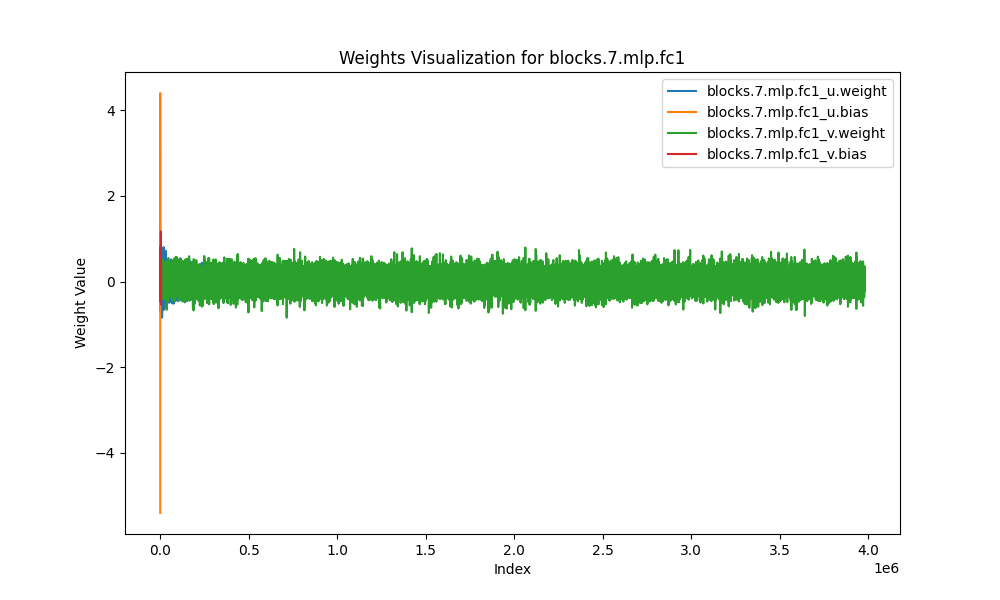 Weights Visualization for blocks.7.mlp.fc1
blocks.7.mlp.fc1_u.weight
blocks.7.mlp.fc1_u.bias
blocks.7.mlp.fc1_v.weight
blocks.7.mlp.fc1_v.bias
Weight Value
4
2
0
−2
−4
0.0 0.5 1.0 1.5 2.0 2.5 3.0 3.5 4.0
1e6
Index